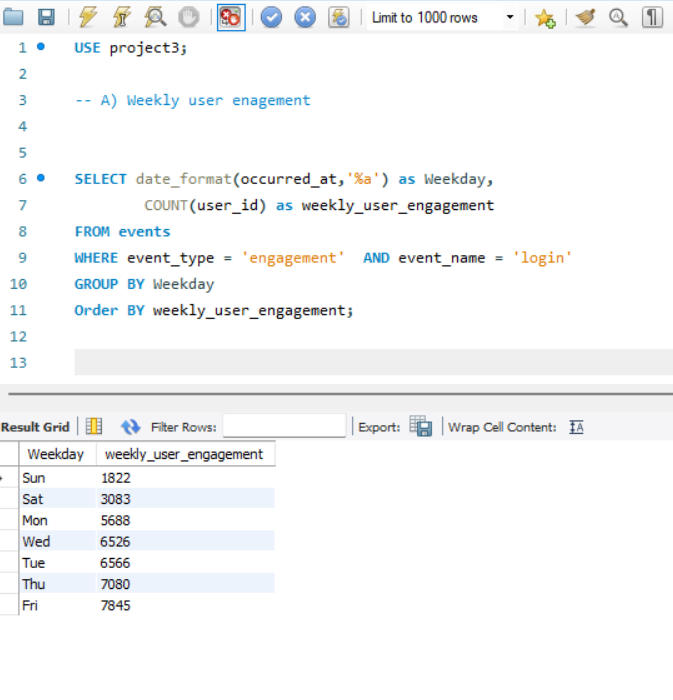 Limit to 1000 rows
1 USE project3;
2
3 -- A) Weekly user enagement
4
5
6 SELECT date_format(occurred_at,'%a') as Weekday,
7 COUNT(user_id) as weekly_user_engagement
8 FROM events
9 WHERE event_type = 'engagement' AND event_name = 'login'
10 GROUP BY Weekday
11 Order BY weekly_user_engagement;
12
13
Result Grid Filter Rows: Export: Wrap Cell Content: IA
Weekday weekly_user_engagement
Sun 1822
Sat 3083
Mon 5688
Wed 6526
Tue 6566
Thu 7080
Fri 7845